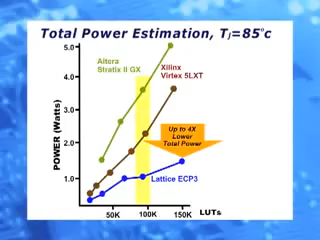 Total Power Estimation, TJ=85°c
5.0
4.0
3.0
2.0
1.0
POWER (Watts)
Altera
Stratix II GX
Xilinx
Virtex 5LXT
Up to 4X
Lower
Total Power
Lattice ECP3
50K
100K
150K
LUTs